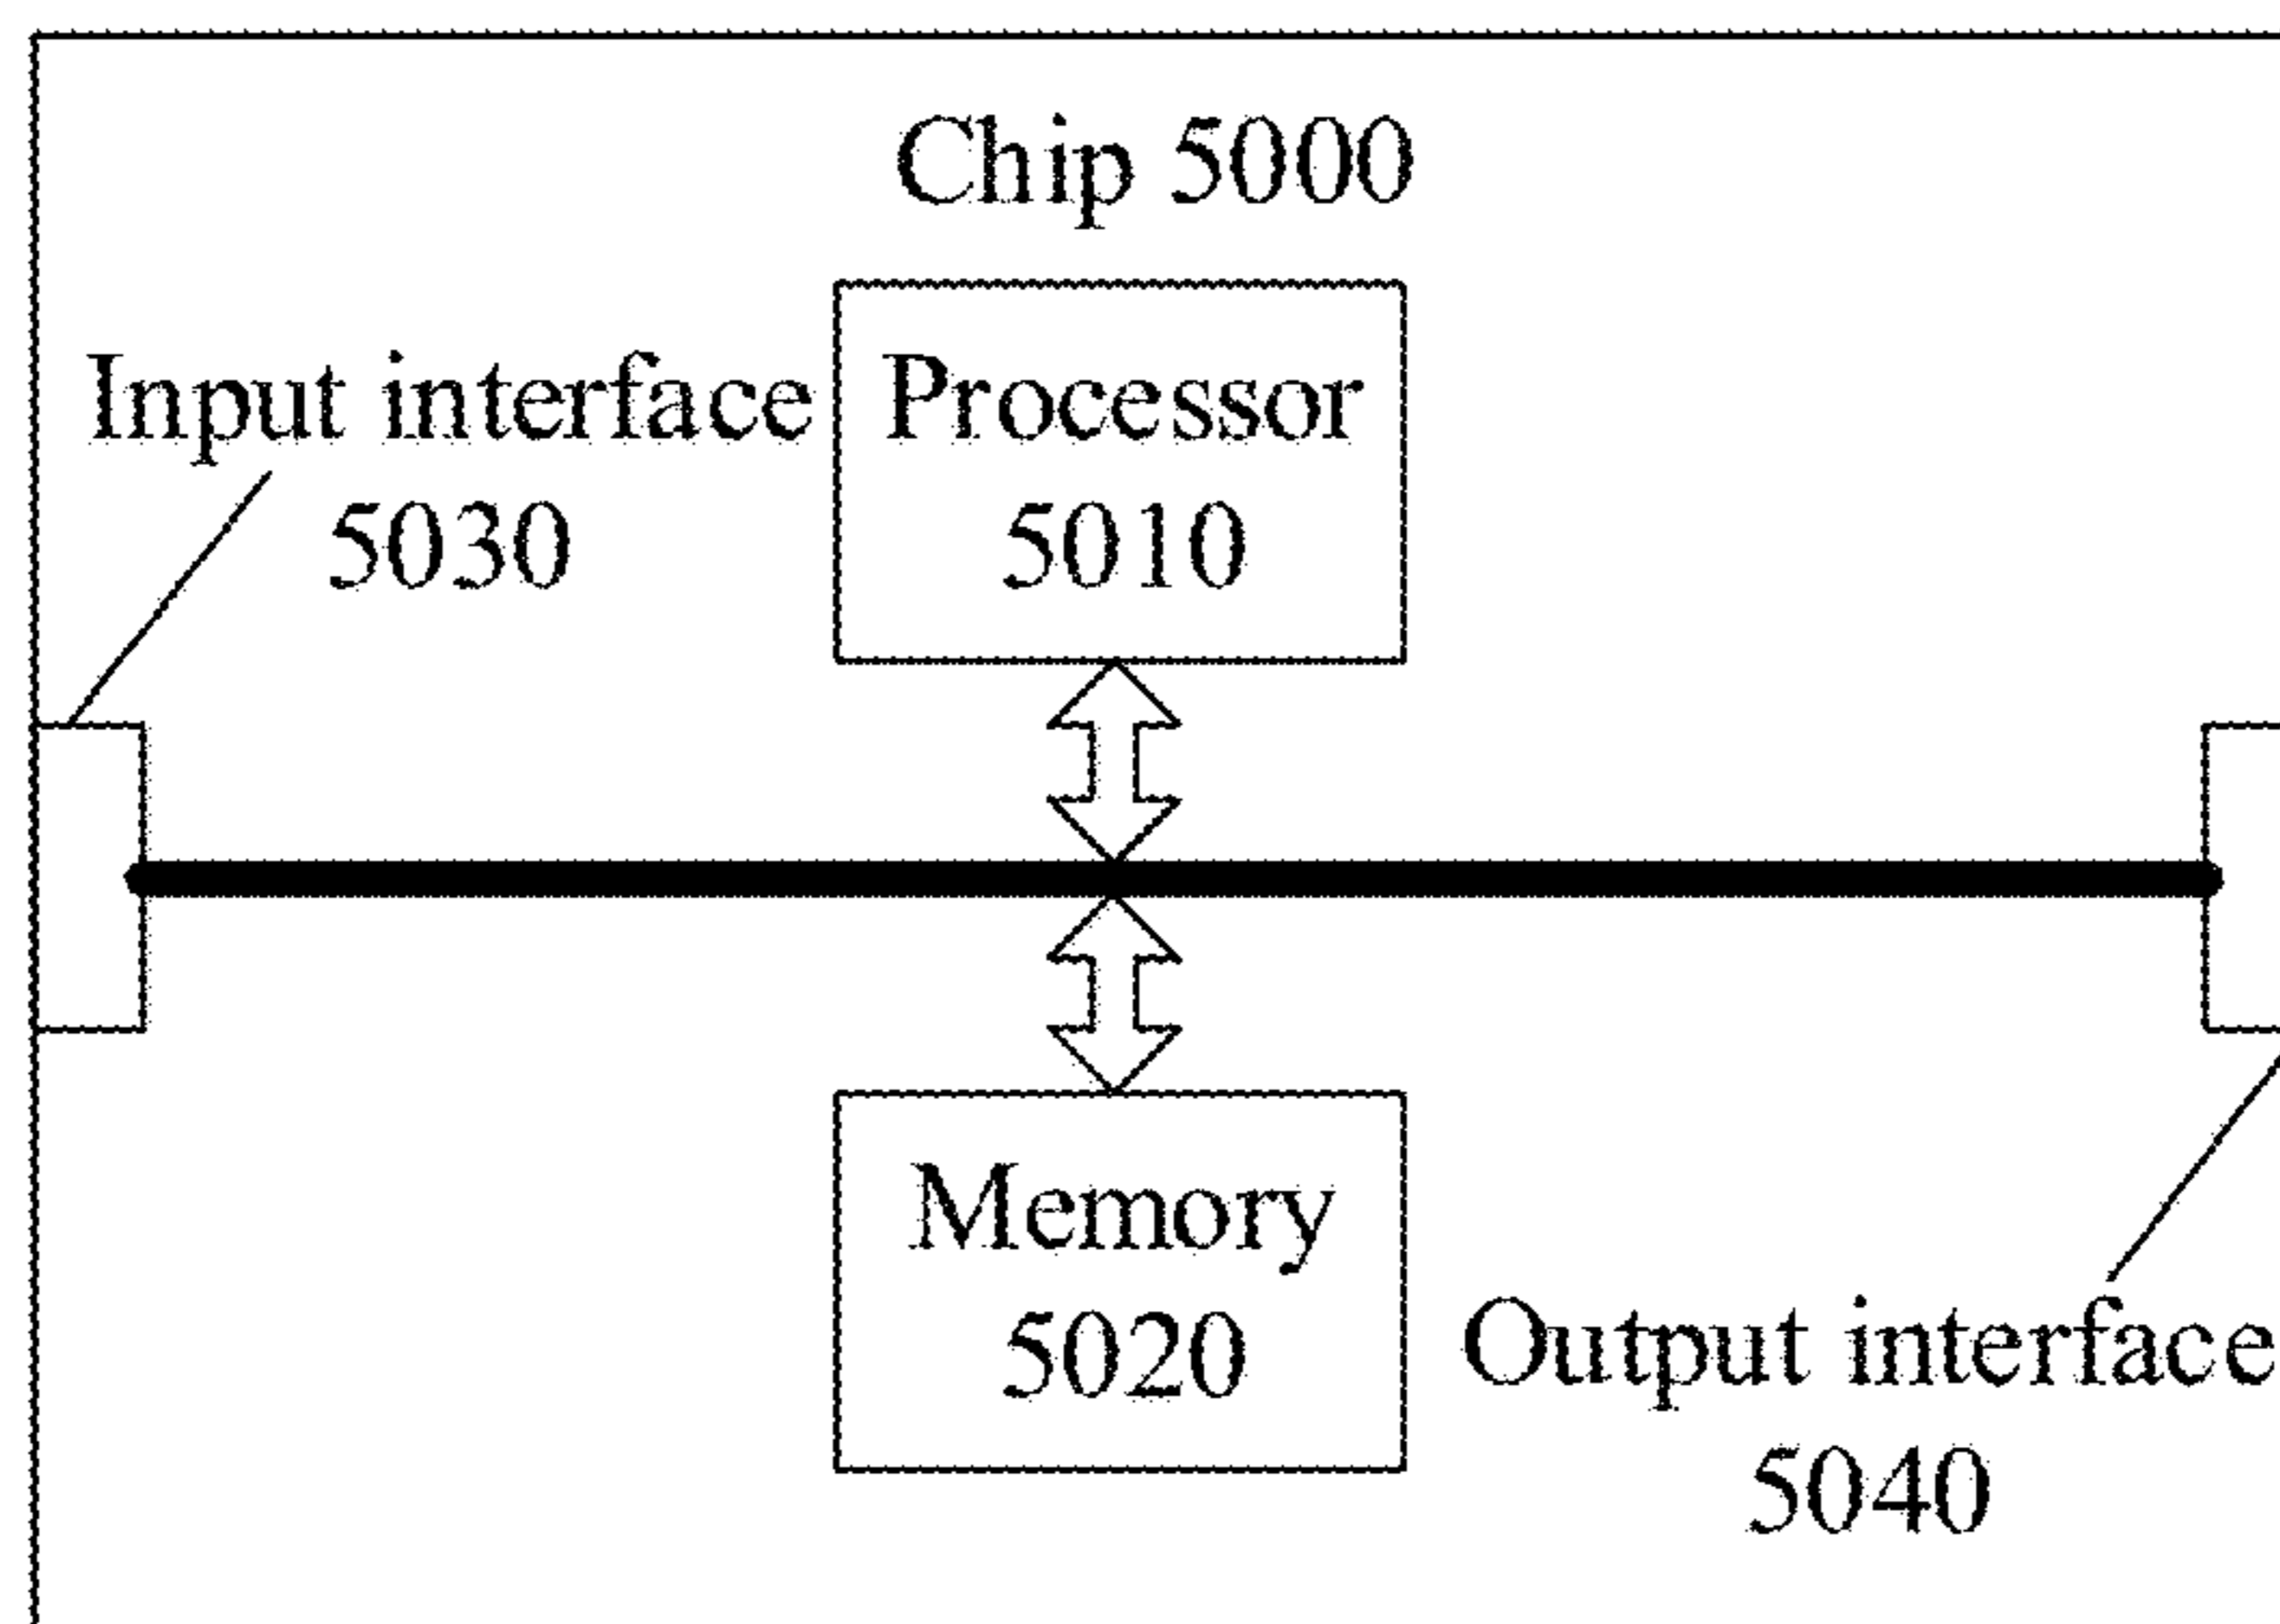 Chip 5000
Input interface
5030
Processor
5010
Memory
5020
Output interface
5040